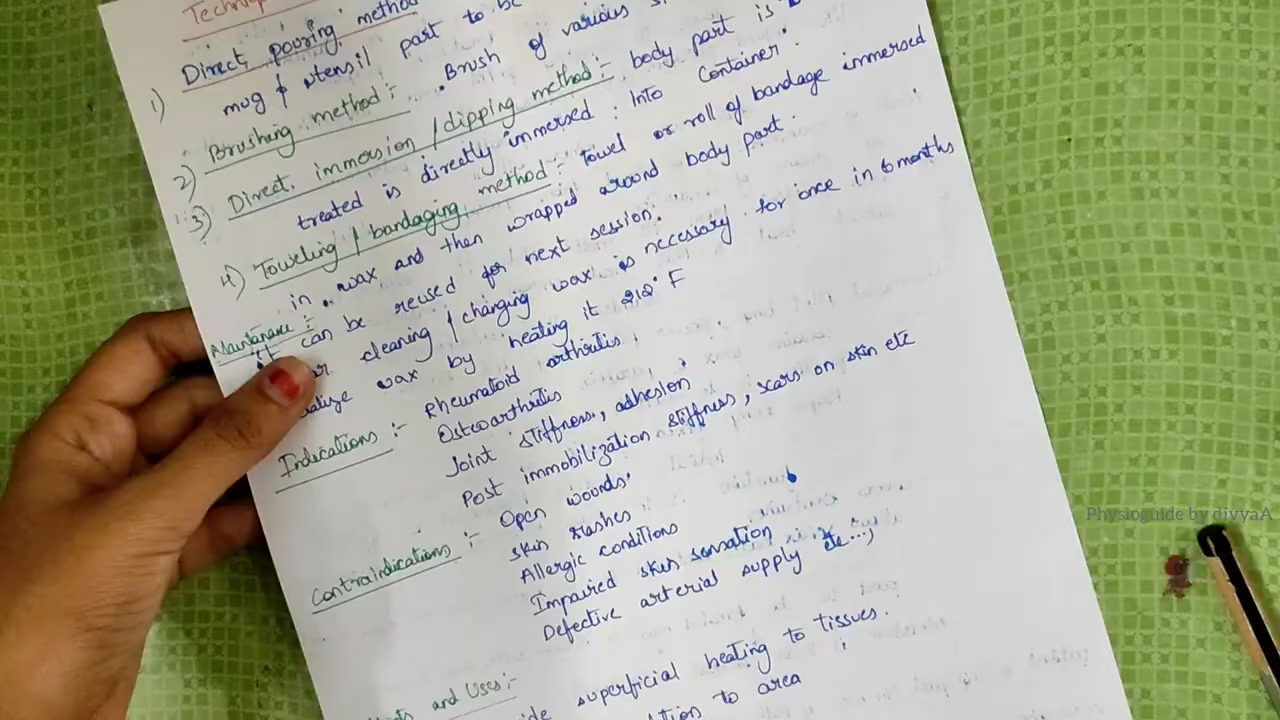 Techniq
1) Direct pouring method
mug & utensil part to be
2) Brushing method :- Brush of various s
3) Direct immersion / dipping method :- body part is
treated is directly immersed into container.
4) Toweling / bandaging method :- Towel or roll of bandage immersed
in wax and then wrapped around body part.
Maintanance :-
it can be reused for next session.
cleaning / changing wax is necessary for once in 6 months
wax by heating it 212° F
Indications :- Rheumatoid arthritis,
Osteoarthritis
Joint stiffness, adhesion
Post immobilization stiffness, scars on skin etc
Contraindications :- Open wounds
skin rashes
Allergic conditions
Impaired skin sensation
Defective arterial supply etc...,
and Uses :-
superficial heating to tissues.
to area
Physioguide by divyaA